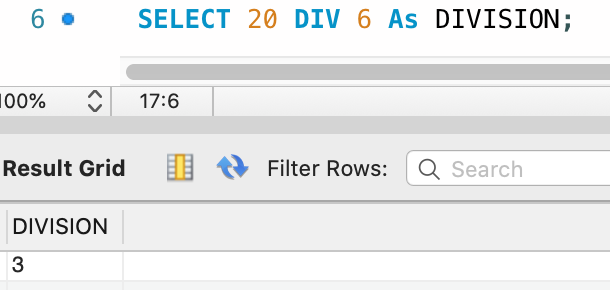 6 SELECT 20 DIV 6 As DIVISION;
100% 17:6
Result Grid Filter Rows: Search
DIVISION
3